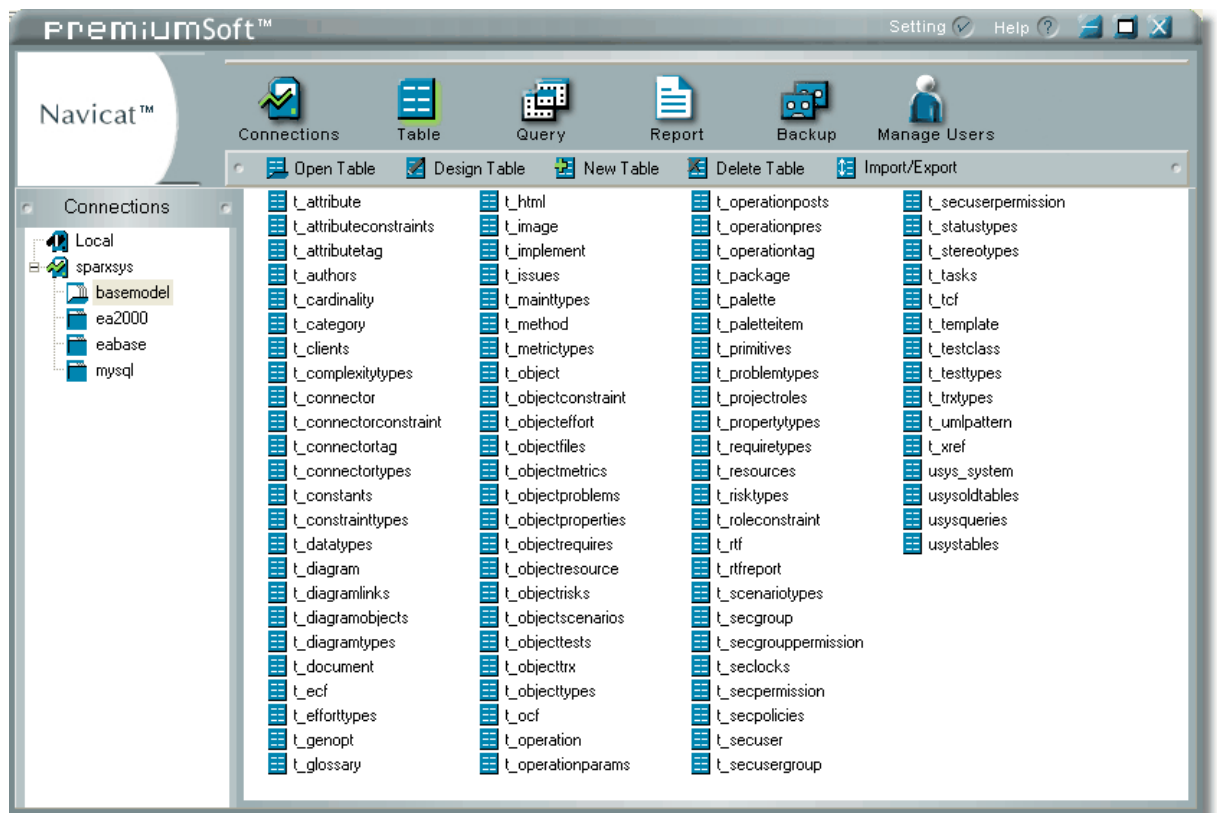 PremiumSoft™
Setting Help ?
Navicat™
Connections Table Query Report Backup Manage Users
Open Table Design Table New Table Delete Table Import/Export
Connections
Local
sparxsys
basemodel
ea2000
eabase
mysql
t_attribute
t_attributeconstraints
t_attributetag
t_authors
t_cardinality
t_category
t_clients
t_complexitytypes
t_connector
t_connectorconstraint
t_connectortag
t_connectortypes
t_constants
t_constrainttypes
t_datatypes
t_diagram
t_diagramlinks
t_diagramobjects
t_diagramtypes
t_document
t_ecf
t_efforttypes
t_genopt
t_glossary
t_html
t_image
t_implement
t_issues
t_mainttypes
t_method
t_metrictypes
t_object
t_objectconstraint
t_objecteffort
t_objectfiles
t_objectmetrics
t_objectproblems
t_objectproperties
t_objectrequires
t_objectresource
t_objectrisks
t_objectscenarios
t_objecttests
t_objecttrx
t_objecttypes
t_ocf
t_operation
t_operationparams
t_operationposts
t_operationpres
t_operationtag
t_package
t_palette
t_paletteitem
t_primitives
t_problemtypes
t_projectroles
t_propertytypes
t_requiretypes
t_resources
t_risktypes
t_roleconstraint
t_rtf
t_rtfreport
t_scenariotypes
t_secgroup
t_secgrouppermission
t_seclocks
t_secpermission
t_secpolicies
t_secuser
t_secusergroup
t_secuserpermission
t_statustypes
t_stereotypes
t_tasks
t_tcf
t_template
t_testclass
t_testtypes
t_trxtypes
t_umlpattern
t_xref
usys_system
usysoldtables
usysqueries
usystables